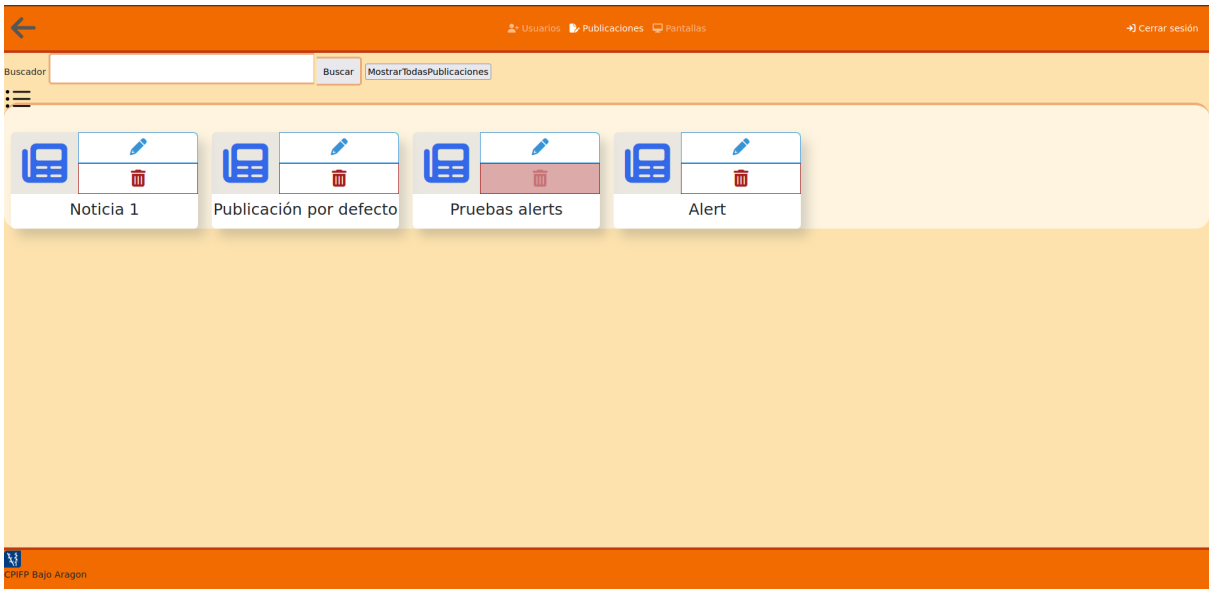 Usuarios Publicaciones Pantallas Cerrar sesión
Buscador Buscar MostrarTodasPublicaciones
Noticia 1 Publicación por defecto Pruebas alerts Alert
CPIFP Bajo Aragon